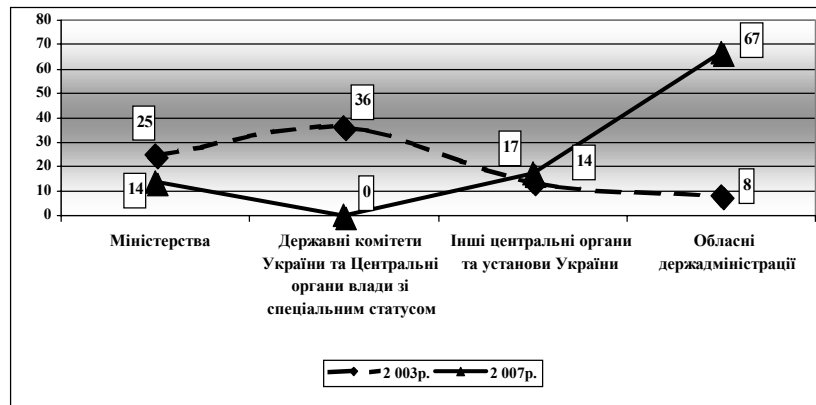 80
70
60
50
40
30
20
10
0
25
14
36
0
17
14
67
8
Міністерства
Державні комітети
України та Центральні
органи влади зі
спеціальним статусом
Інші центральні органи
та установи України
Обласні
держадміністрації
2 003р.
2 007р.